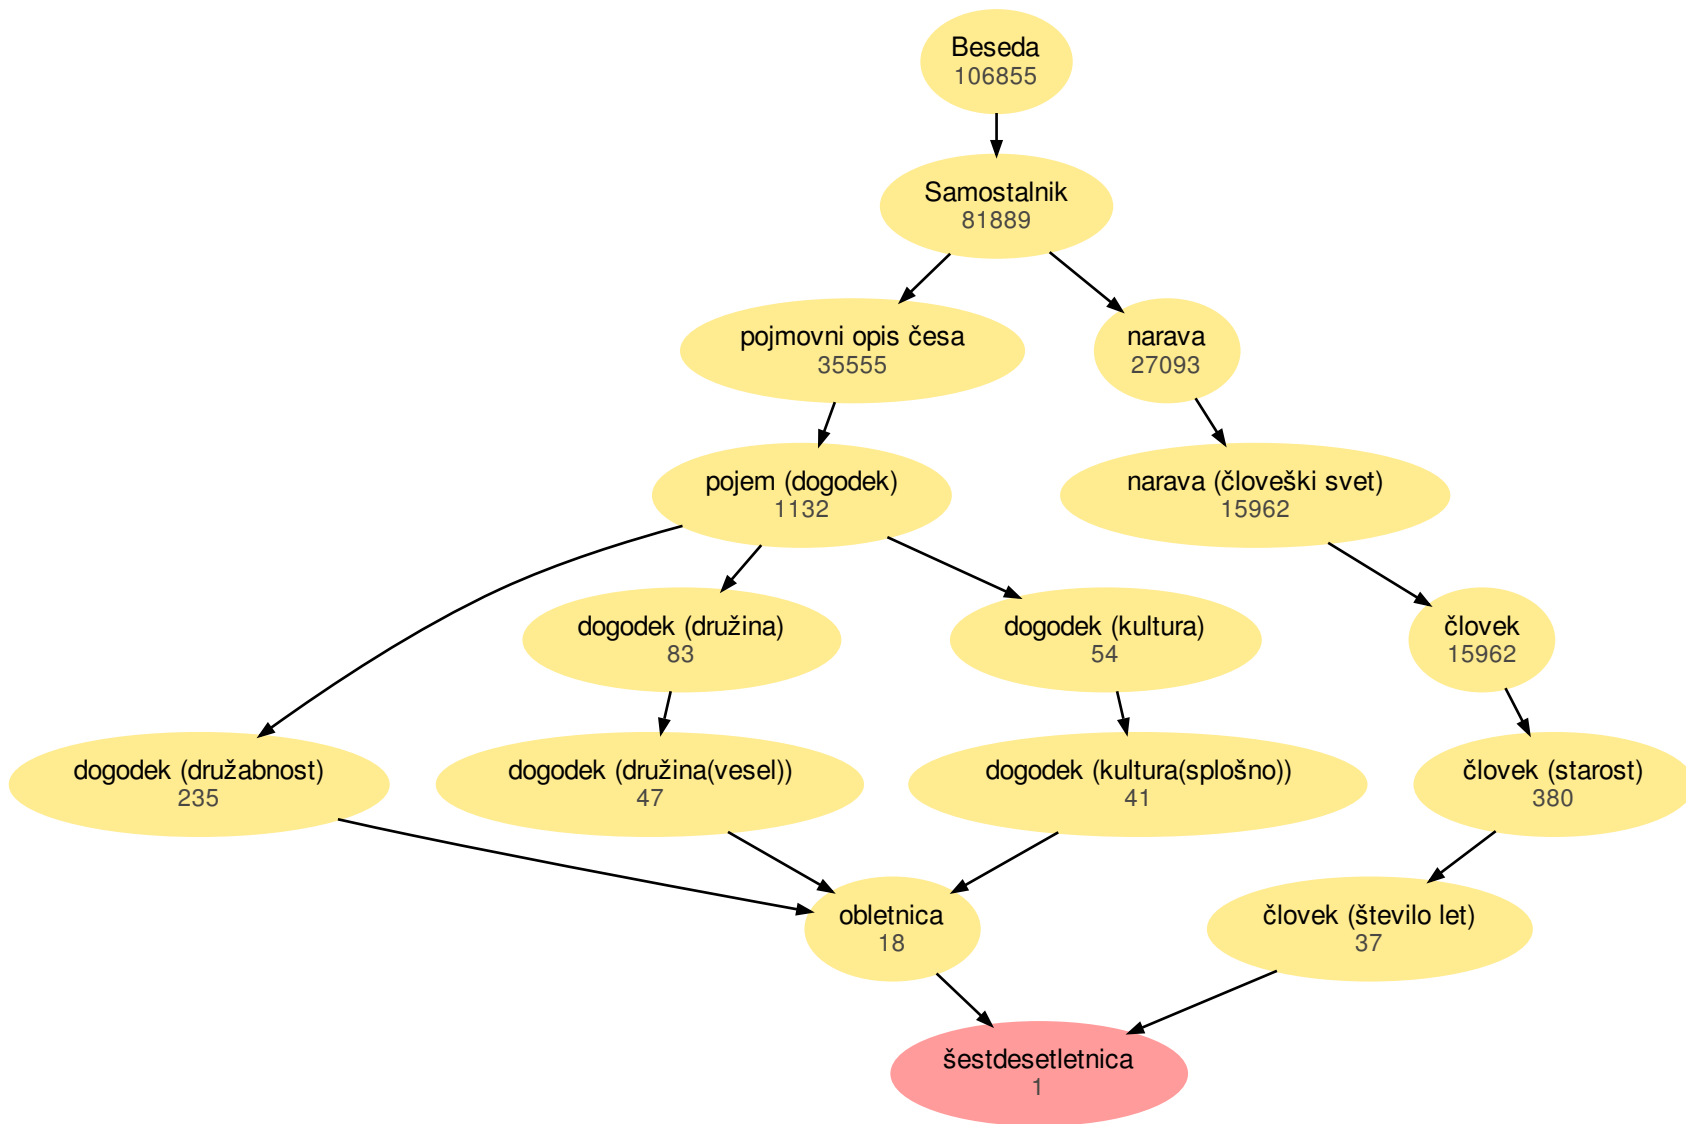 Beseda
106855
Samostalnik
81889
pojmovni opis česa
35555
narava
27093
pojem (dogodek)
1132
narava (človeški svet)
15962
dogodek (družina)
83
dogodek (kultura)
54
človek
15962
dogodek (družabnost)
235
dogodek (družina(vesel))
47
dogodek (kultura(splošno))
41
človek (starost)
380
obletnica
18
človek (število let)
37
šestdesetletnica
1